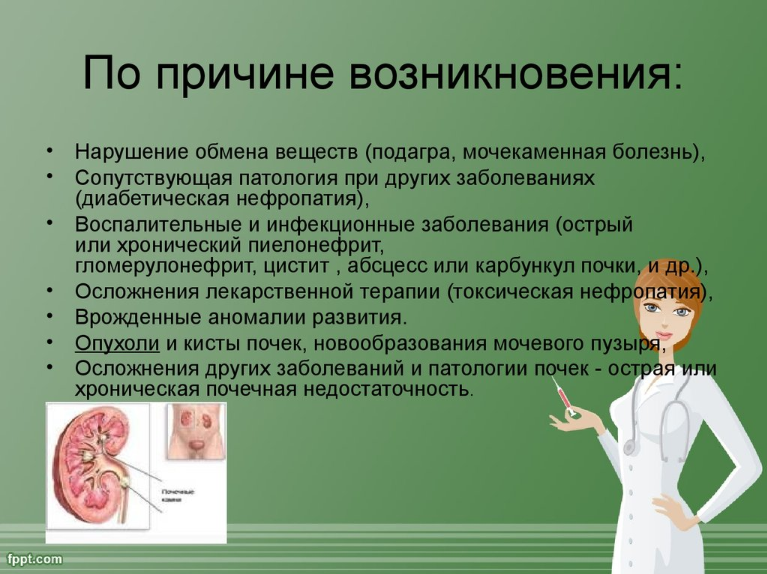 По причине возникновения:
• Нарушение обмена веществ (подагра, мочекаменная болезнь),
• Сопутствующая патология при других заболеваниях
(диабетическая нефропатия),
• Воспалительные и инфекционные заболевания (острый
или хронический пиелонефрит,
гломерулонефрит, цистит , абсцесс или карбункул почки, и др.),
• Осложнения лекарственной терапии (токсическая нефропатия),
• Врожденные аномалии развития.
• Опухоли и кисты почек, новообразования мочевого пузыря,
• Осложнения других заболеваний и патологии почек - острая или
хроническая почечная недостаточность.
Почечные
камни
fppt.com